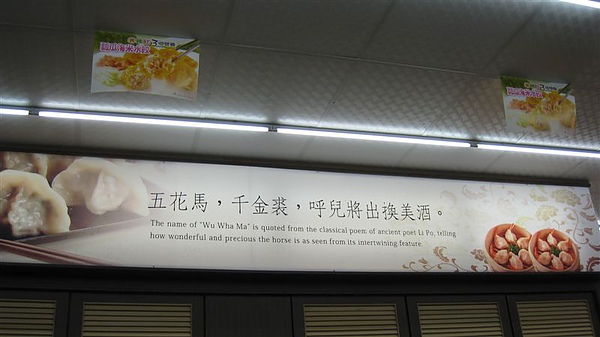 五花馬，千金裘，呼兒將出換美酒。
The name of "Wu Wha Ma" is quoted from the classical poem of ancient poet Li Po, telling
how wonderful and precious the horse is as seen from its intertwining feature.